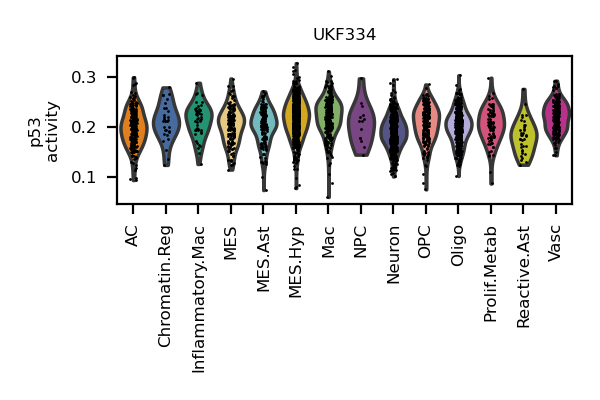 UKF334
p53
activity
0.3
0.2
0.1
AC
Chromatin.Reg
Inflammatory.Mac
MES
MES.Ast
MES.Hyp
Mac
NPC
Neuron
OPC
Oligo
Prolif.Metab
Reactive.Ast
Vasc